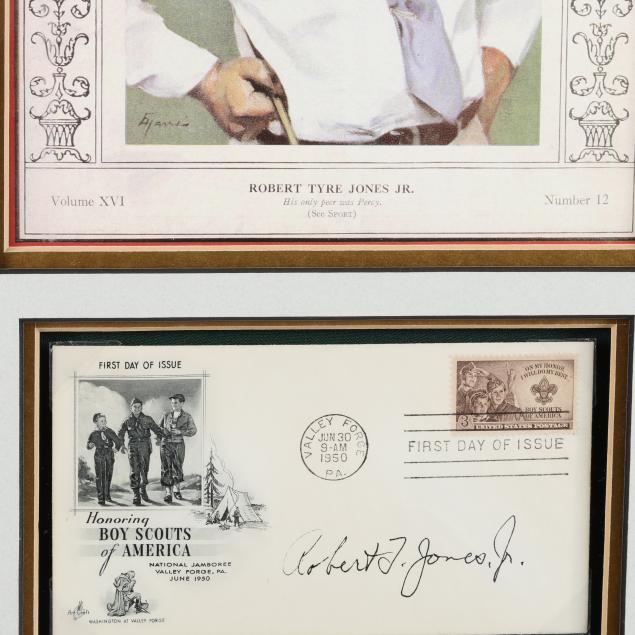 Volume XVI
ROBERT TYRE JONES JR.
His only peer was Percy.
(See SPORT)
Number 12
FIRST DAY OF ISSUE
Honoring
BOY SCOUTS
of AMERICA
NATIONAL JAMBOREE
VALLEY FORGE, PA.
JUNE 1950
Art Craft
WASHINGTON AT VALLEY FORGE
VALLEY FORGE
JUN 30
9-AM
1950
PA.
"ON MY HONOR
I WILL DO MY BEST"
BOY SCOUTS
OF AMERICA
3¢ UNITED STATES POSTAGE
FIRST DAY OF ISSUE
Robert T. Jones, Jr.